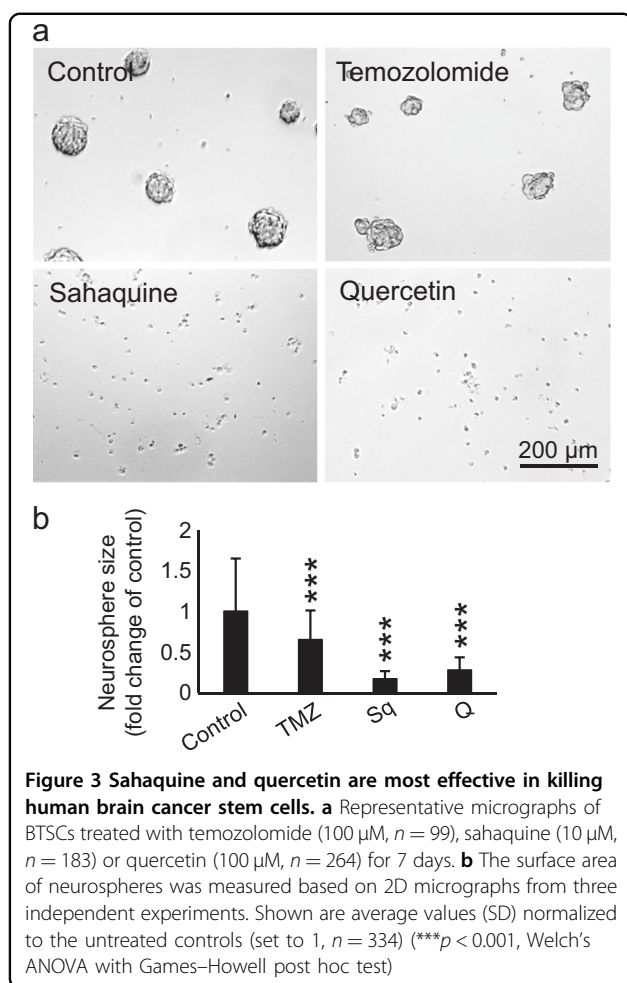 a
Control
Temozolomide
Sahaquine
Quercetin
200 µm
b
Neurosphere size
(fold change of control)
2
1.5
1
0.5
0
***
***
***
Control
TMZ
Sq
Q
Figure 3 Sahaquine and quercetin are most effective in killing
human brain cancer stem cells. a Representative micrographs of
BTSCs treated with temozolomide (100 µM, n = 99), sahaquine (10 µM,
n = 183) or quercetin (100 µM, n = 264) for 7 days. b The surface area
of neurospheres was measured based on 2D micrographs from three
independent experiments. Shown are average values (SD) normalized
to the untreated controls (set to 1, n = 334) (***p < 0.001, Welch’s
ANOVA with Games–Howell post hoc test)